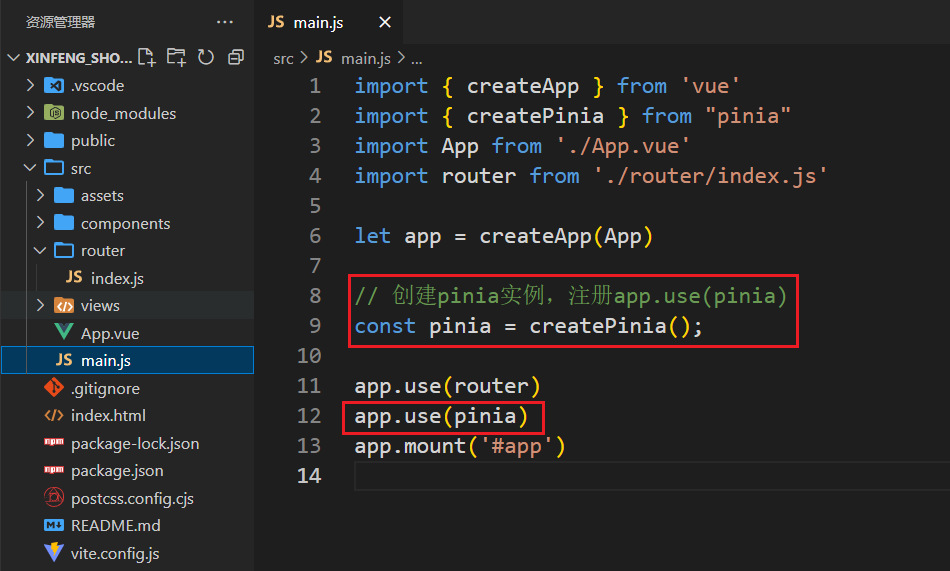 资源管理器 ...
XINFENG_SHO...
.vscode
node_modules
public
src
assets
components
router
index.js
views
App.vue
main.js
.gitignore
index.html
package-lock.json
package.json
postcss.config.cjs
README.md
vite.config.js
JS main.js ×
src > JS main.js > ...
1 import { createApp } from 'vue'
2 import { createPinia } from "pinia"
3 import App from './App.vue'
4 import router from './router/index.js'
5
6 let app = createApp(App)
7
8 // 创建pinia实例，注册app.use(pinia)
9 const pinia = createPinia();
10
11 app.use(router)
12 app.use(pinia)
13 app.mount('#app')
14